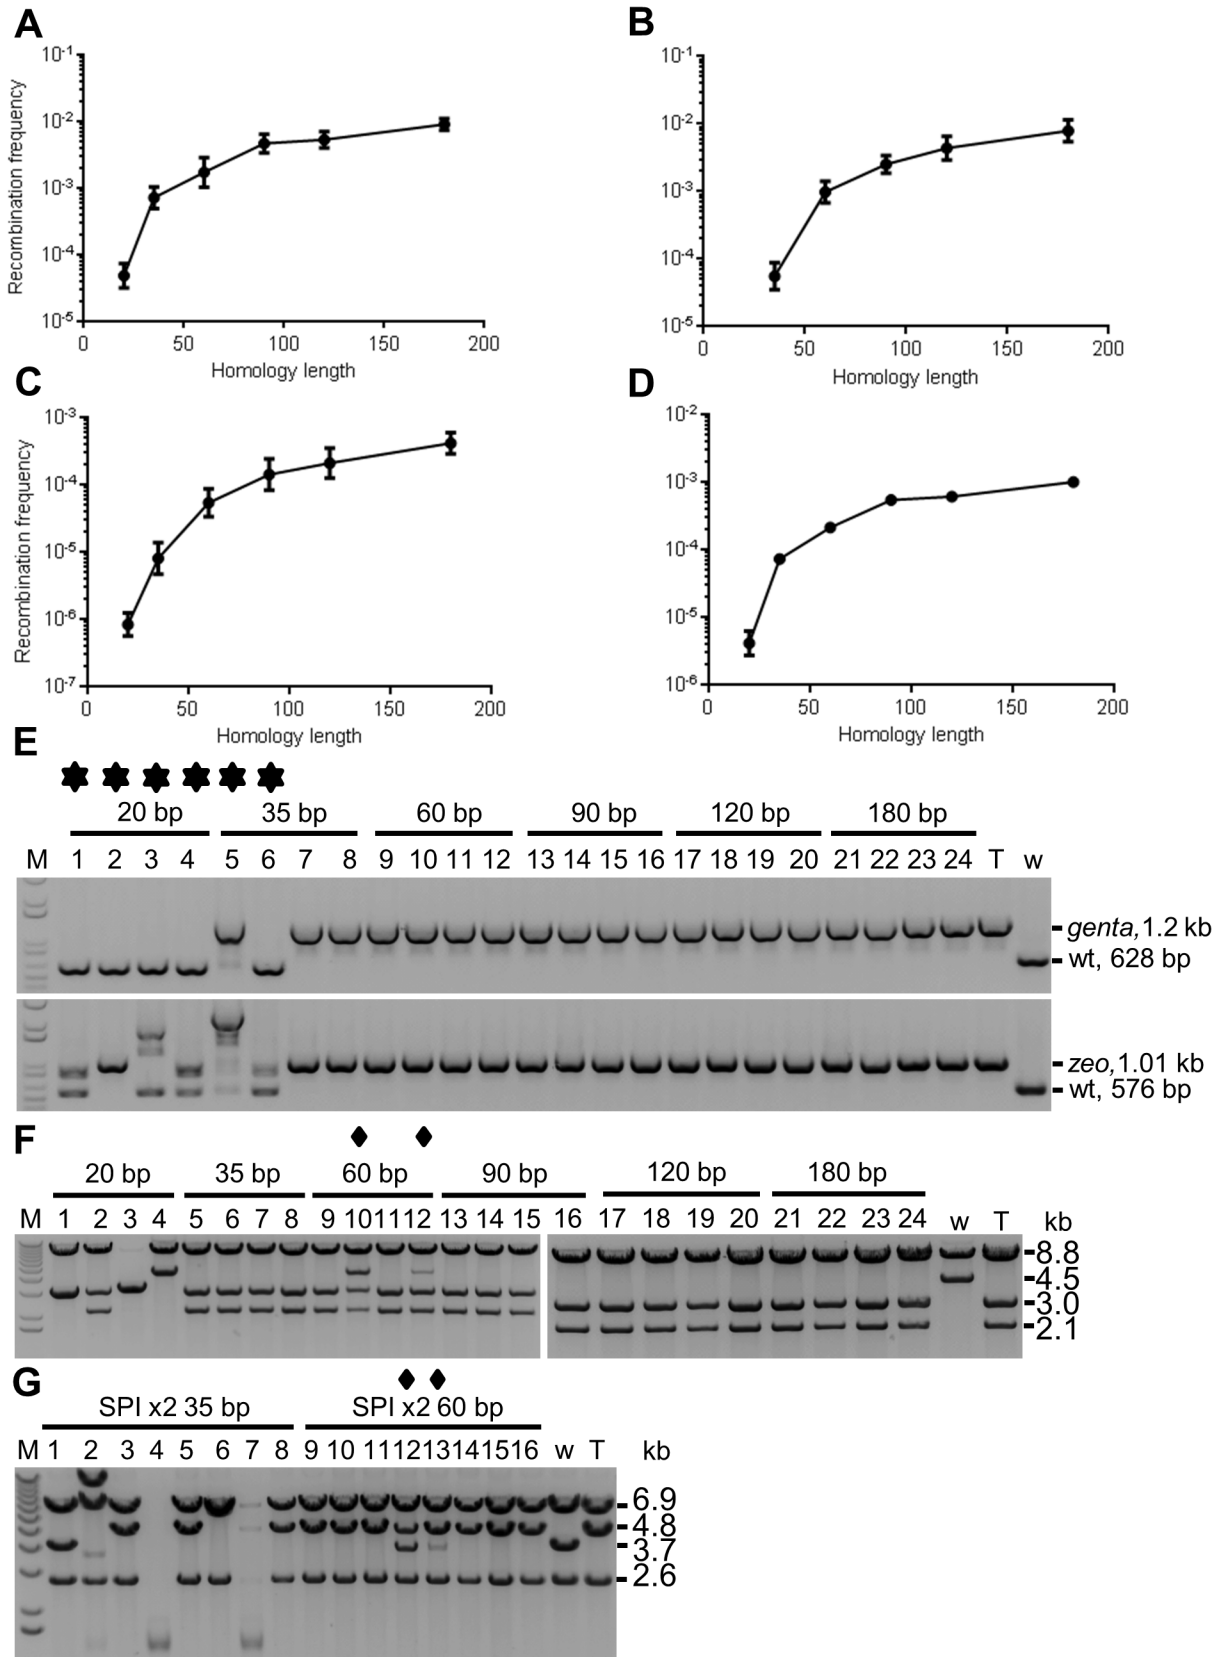 A
B
10-1
10-2
10-3
10-4
10-5
Recombination frequency
0 50 100 150 200
Homology length
10-1
10-2
10-3
10-4
10-5
0 50 100 150 200
Homology length
C
D
10-3
10-4
10-5
10-6
10-7
Recombination frequency
0 50 100 150 200
Homology length
10-2
10-3
10-4
10-5
10-6
0 50 100 150 200
Homology length
E
20 bp 35 bp 60 bp 90 bp 120 bp 180 bp
M 1 2 3 4 5 6 7 8 9 10 11 12 13 14 15 16 17 18 19 20 21 22 23 24 T w
genta, 1.2 kb
wt, 628 bp
zeo, 1.01 kb
wt, 576 bp
F
20 bp 35 bp 60 bp 90 bp 120 bp 180 bp
M 1 2 3 4 5 6 7 8 9 10 11 12 13 14 15 16 17 18 19 20 21 22 23 24 w T kb
8.8
4.5
3.0
2.1
G
SPI x2 35 bp SPI x2 60 bp
M 1 2 3 4 5 6 7 8 9 10 11 12 13 14 15 16 w T kb
6.9
4.8
3.7
2.6